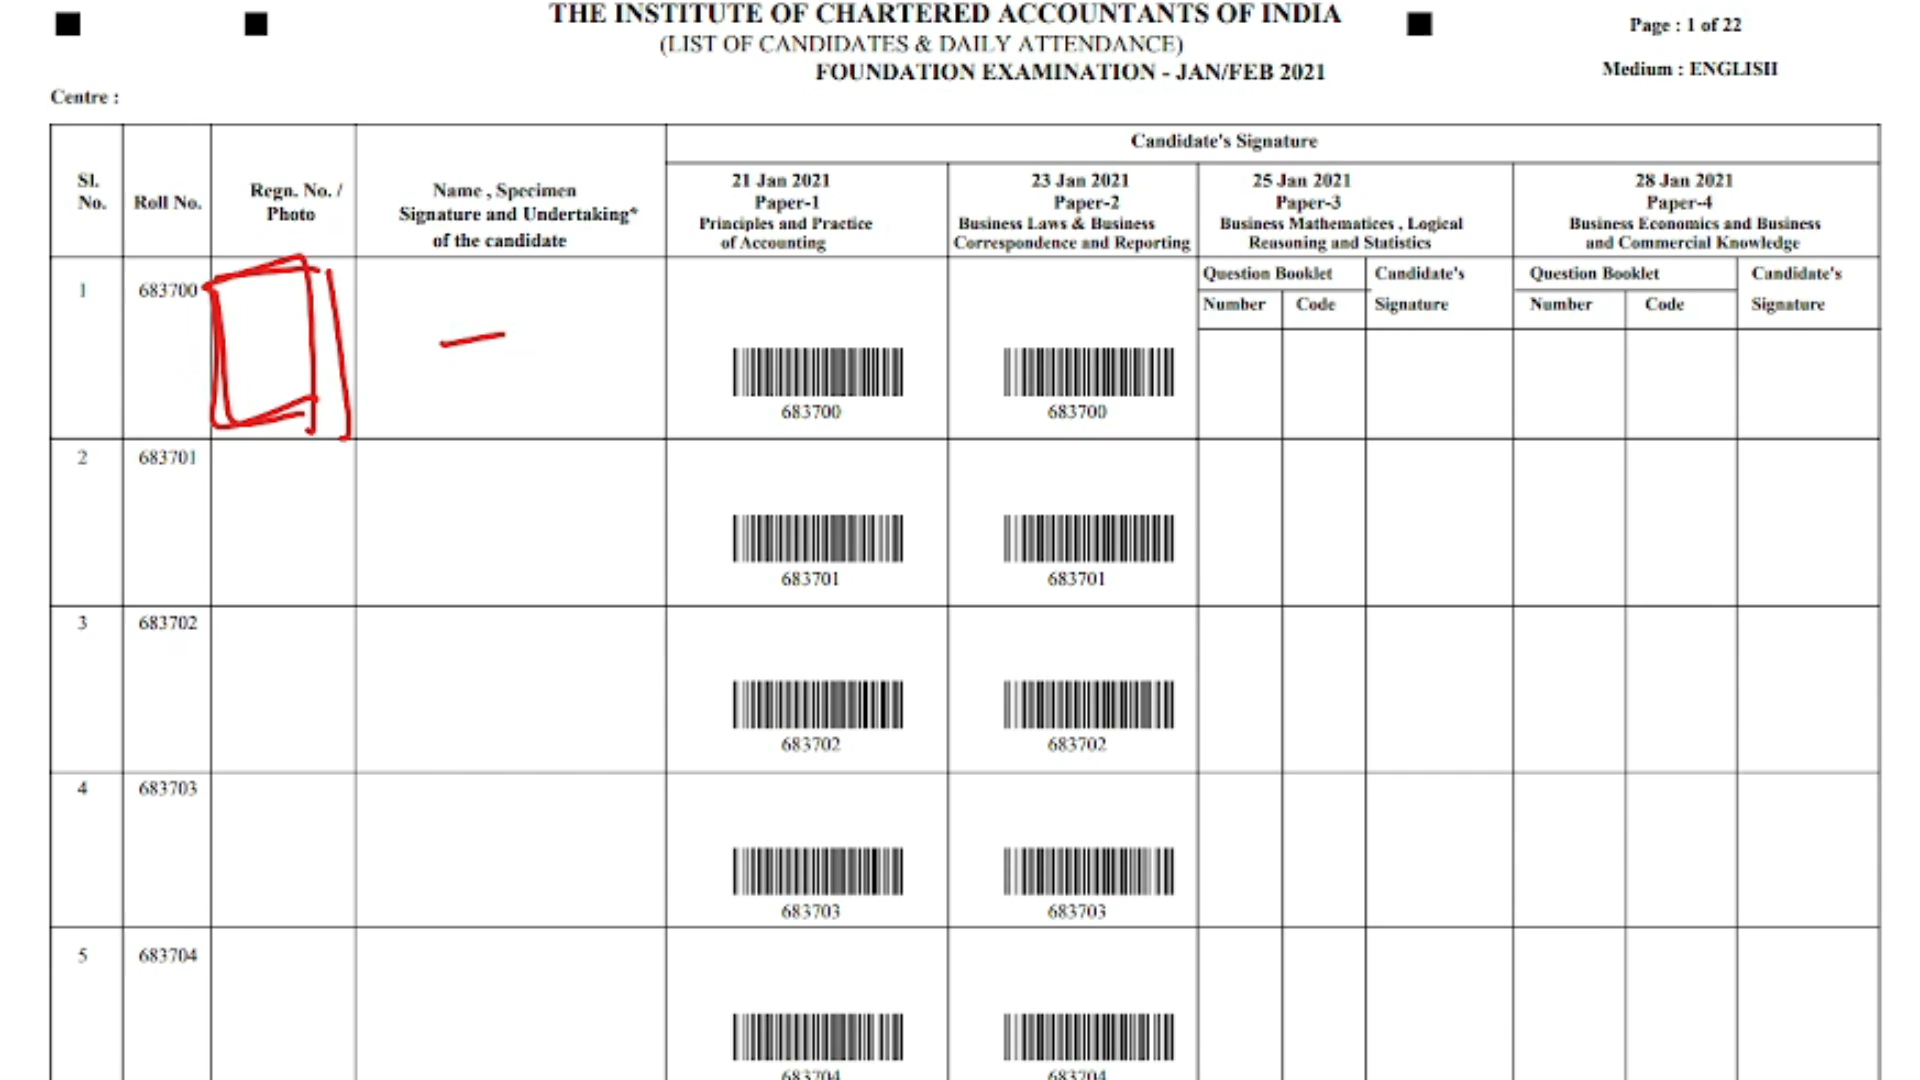 THE INSTITUTE OF CHARTERED ACCOUNTANTS OF INDIA
(LIST OF CANDIDATES & DAILY ATTENDANCE)
FOUNDATION EXAMINATION - JAN/FEB 2021
Page : 1 of 22
Medium : ENGLISH
Centre :
Sl. No.
Roll No.
Regn. No. / Photo
Name , Specimen
Signature and Undertaking*
of the candidate
Candidate's Signature
21 Jan 2021
Paper-1
Principles and Practice
of Accounting
23 Jan 2021
Paper-2
Business Laws & Business
Correspondence and Reporting
25 Jan 2021
Paper-3
Business Mathematics , Logical
Reasoning and Statistics
28 Jan 2021
Paper-4
Business Economics and Business
and Commercial Knowledge
Question Booklet
Number Code
Candidate's
Signature
Question Booklet
Number Code
Candidate's
Signature
1 683700
683700 683700
2 683701
683701 683701
3 683702
683702 683702
4 683703
683703 683703
5 683704
683704 683704